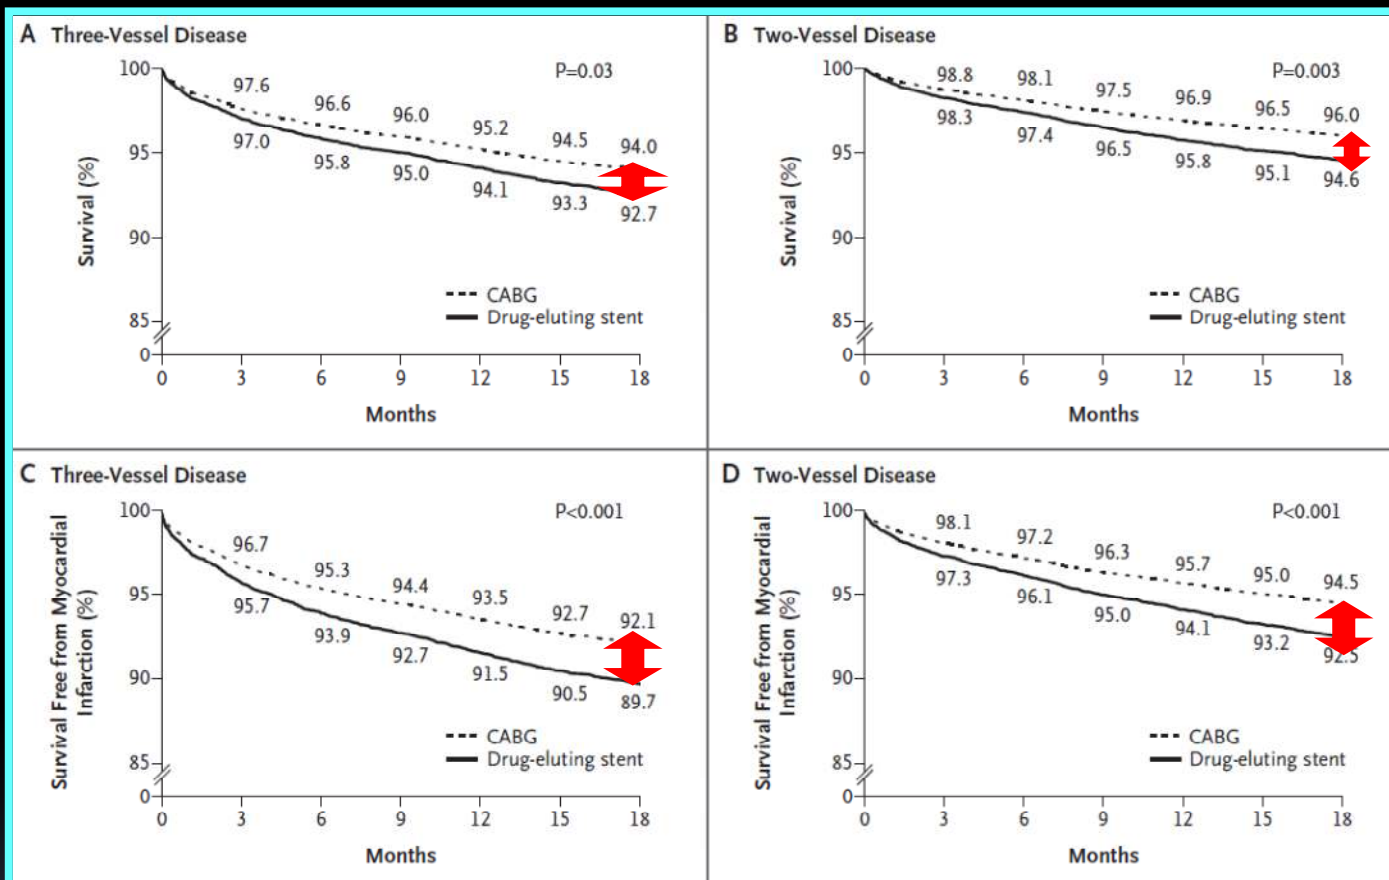 A Three-Vessel Disease
P=0.03
Survival (%)
100
95
90
85
0
97.6
96.6
96.0
95.2
94.5
94.0
97.0
95.8
95.0
94.1
93.3
92.7
CABG
Drug-eluting stent
0 3 6 9 12 15 18
Months
B Two-Vessel Disease
P=0.003
Survival (%)
100
95
90
85
0
98.8
98.1
97.5
96.9
96.5
96.0
98.3
97.4
96.5
95.8
95.1
94.6
CABG
Drug-eluting stent
0 3 6 9 12 15 18
Months
C Three-Vessel Disease
P<0.001
Survival Free from Myocardial
Infarction (%)
100
95
90
85
0
96.7
95.3
94.4
93.5
92.7
92.1
95.7
93.9
92.7
91.5
90.5
89.7
CABG
Drug-eluting stent
0 3 6 9 12 15 18
Months
D Two-Vessel Disease
P<0.001
Survival Free from Myocardial
Infarction (%)
100
95
90
85
0
98.1
97.2
96.3
95.7
95.0
94.5
97.3
96.1
95.0
94.1
93.2
92.5
CABG
Drug-eluting stent
0 3 6 9 12 15 18
Months